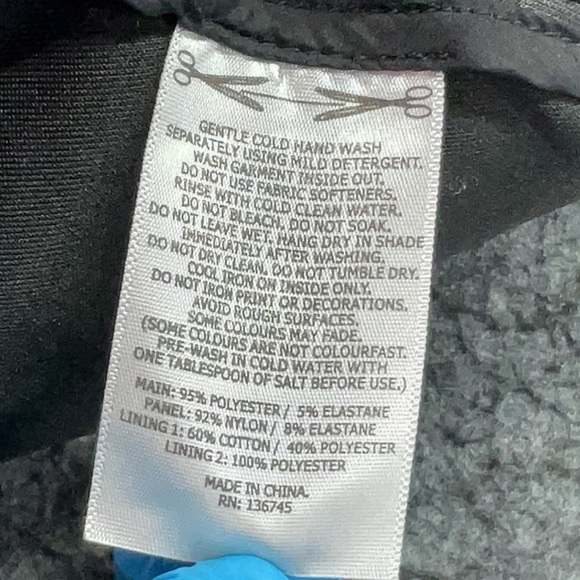 GENTLE COLD HAND WASH
SEPARATELY USING MILD DETERGENT.
WASH GARMENT INSIDE OUT.
DO NOT USE FABRIC SOFTENERS.
RINSE WITH COLD CLEAN WATER.
DO NOT BLEACH. DO NOT SOAK.
DO NOT LEAVE WET, HANG DRY IN SHADE
IMMEDIATELY AFTER WASHING.
DO NOT DRY CLEAN. DO NOT TUMBLE DRY.
COOL IRON ON INSIDE ONLY.
DO NOT IRON PRINT OR DECORATIONS.
AVOID ROUGH SURFACES
SOME COLOURS MAY FADE.
(SOME COLOURS ARE NOT COLOURFAST.
PRE-WASH IN COLD WATER WITH
ONE TABLESPOON OF SALT BEFORE USE.)
MAIN: 95% POLYESTER / 5% ELASTANE
PANEL: 92% NYLON / 8% ELASTANE
LINING 1: 60% COTTON / 40% POLYESTER
LINING 2: 100% POLYESTER
MADE IN CHINA.
RN: 136745